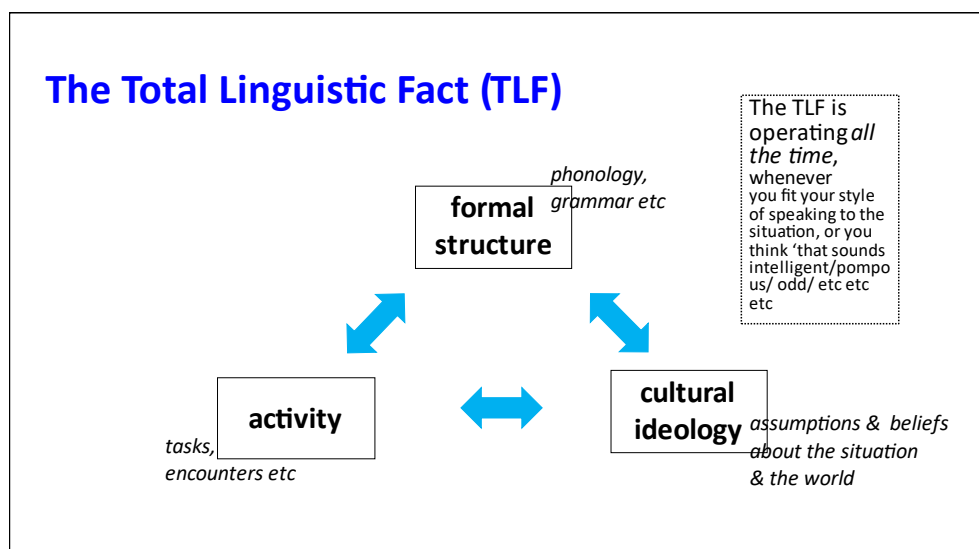 The Total Linguistic Fact (TLF)
The TLF is
operating all
the time,
whenever
you fit your style
of speaking to the
situation, or you
think ‘that sounds
intelligent/pompo
us/ odd/ etc etc
etc
phonology,
grammar etc
formal
structure
activity
tasks,
encounters etc
cultural
ideology
assumptions & beliefs
about the situation
& the world